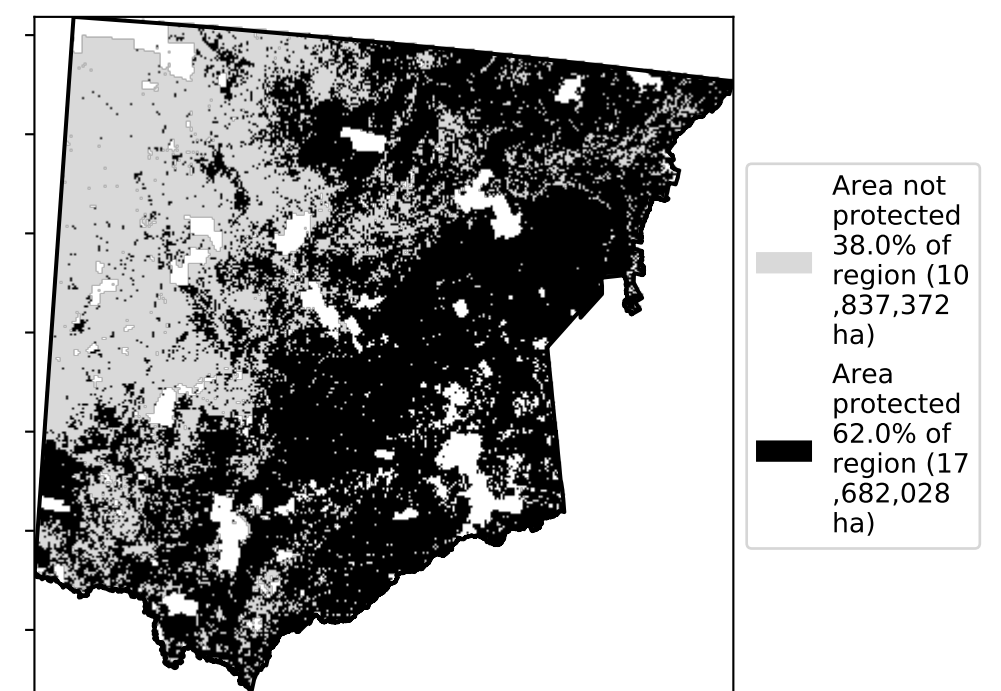 Area not
protected
38.0% of
region (10
,837,372
ha)
Area
protected
62.0% of
region (17
,682,028
ha)